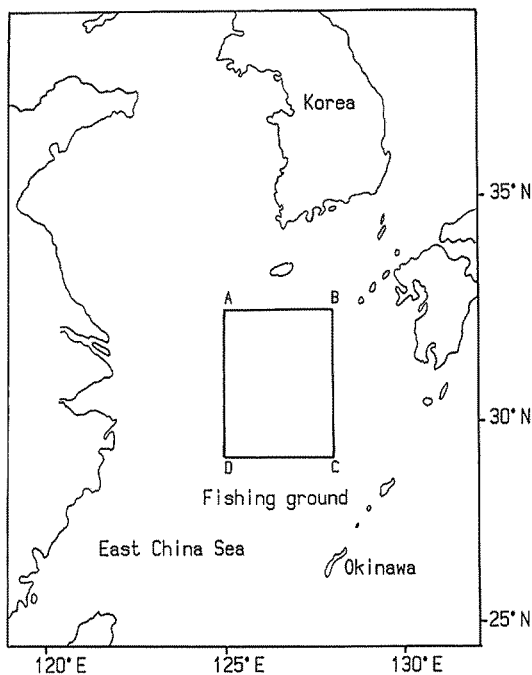 Korea
35°N
A B
30°N
D C
Fishing ground
East China Sea
Okinawa
25°N
120°E 125°E 130°E